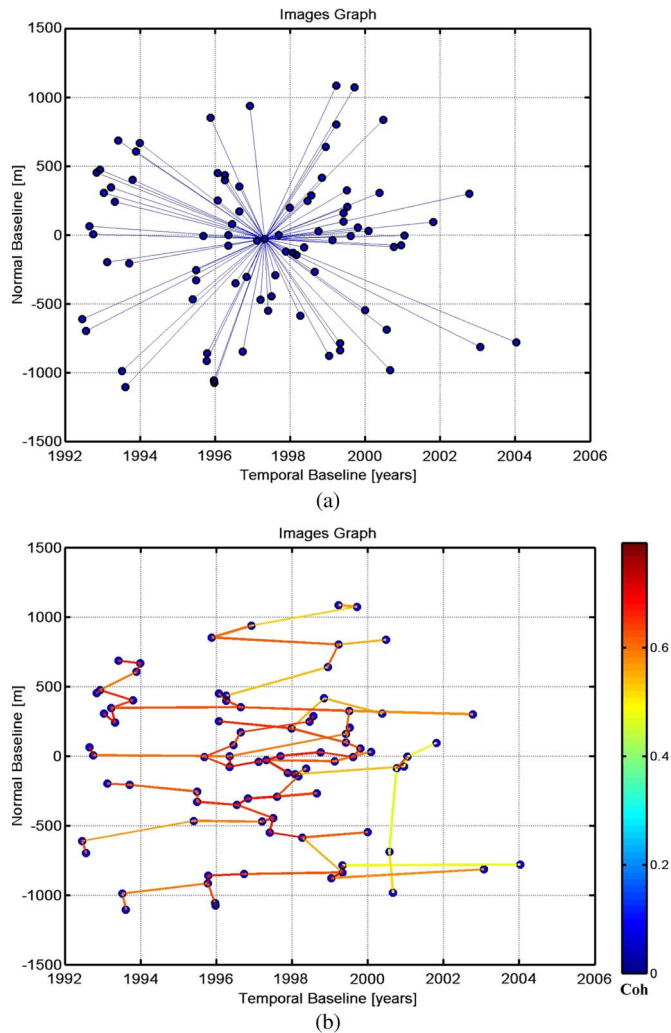 Images Graph
1500
1000
500
0
-500
-1000
-1500
Normal Baseline [m]
1992 1994 1996 1998 2000 2002 2004 2006
Temporal Baseline [years]
(a)
Images Graph
1500
1000
500
0
-500
-1000
-1500
Normal Baseline [m]
1992 1994 1996 1998 2000 2002 2004 2006
Temporal Baseline [years]
0.6
0.4
0.2
0
Coh
(b)